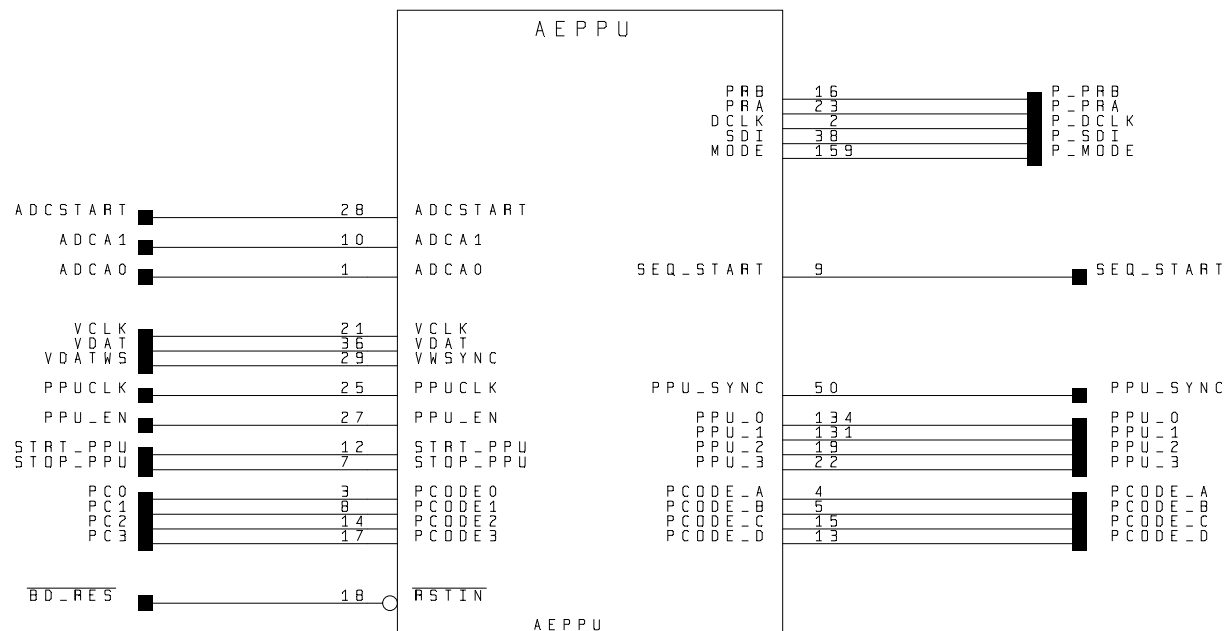 AEPPU
PRB 16 P_PRB
PRA 23 P_PRA
DCLK 2 P_DCLK
SDI 38 P_SDI
MODE 159 P_MODE
ADCSTART 28 ADCSTART
ADCA1 10 ADCA1
ADCA0 1 ADCA0 SEQ_START 9 SEQ_START
VCLK 21 VCLK
VDAT 36 VDAT
VDATWS 29 VWSYNC
PPUCLK 25 PPUCLK PPU_SYNC 50 PPU_SYNC
PPU_EN 27 PPU_EN PPU_0 134 PPU_0
PPU_1 131 PPU_1
STRT_PPU 12 STRT_PPU PPU_2 19 PPU_2
STOP_PPU 7 STOP_PPU PPU_3 22 PPU_3
PC0 3 PCODE0 PCODE_A 4 PCODE_A
PC1 8 PCODE1 PCODE_B 5 PCODE_B
PC2 14 PCODE2 PCODE_C 15 PCODE_C
PC3 17 PCODE3 PCODE_D 13 PCODE_D
BD_RES 18 RSTIN
AEPPU